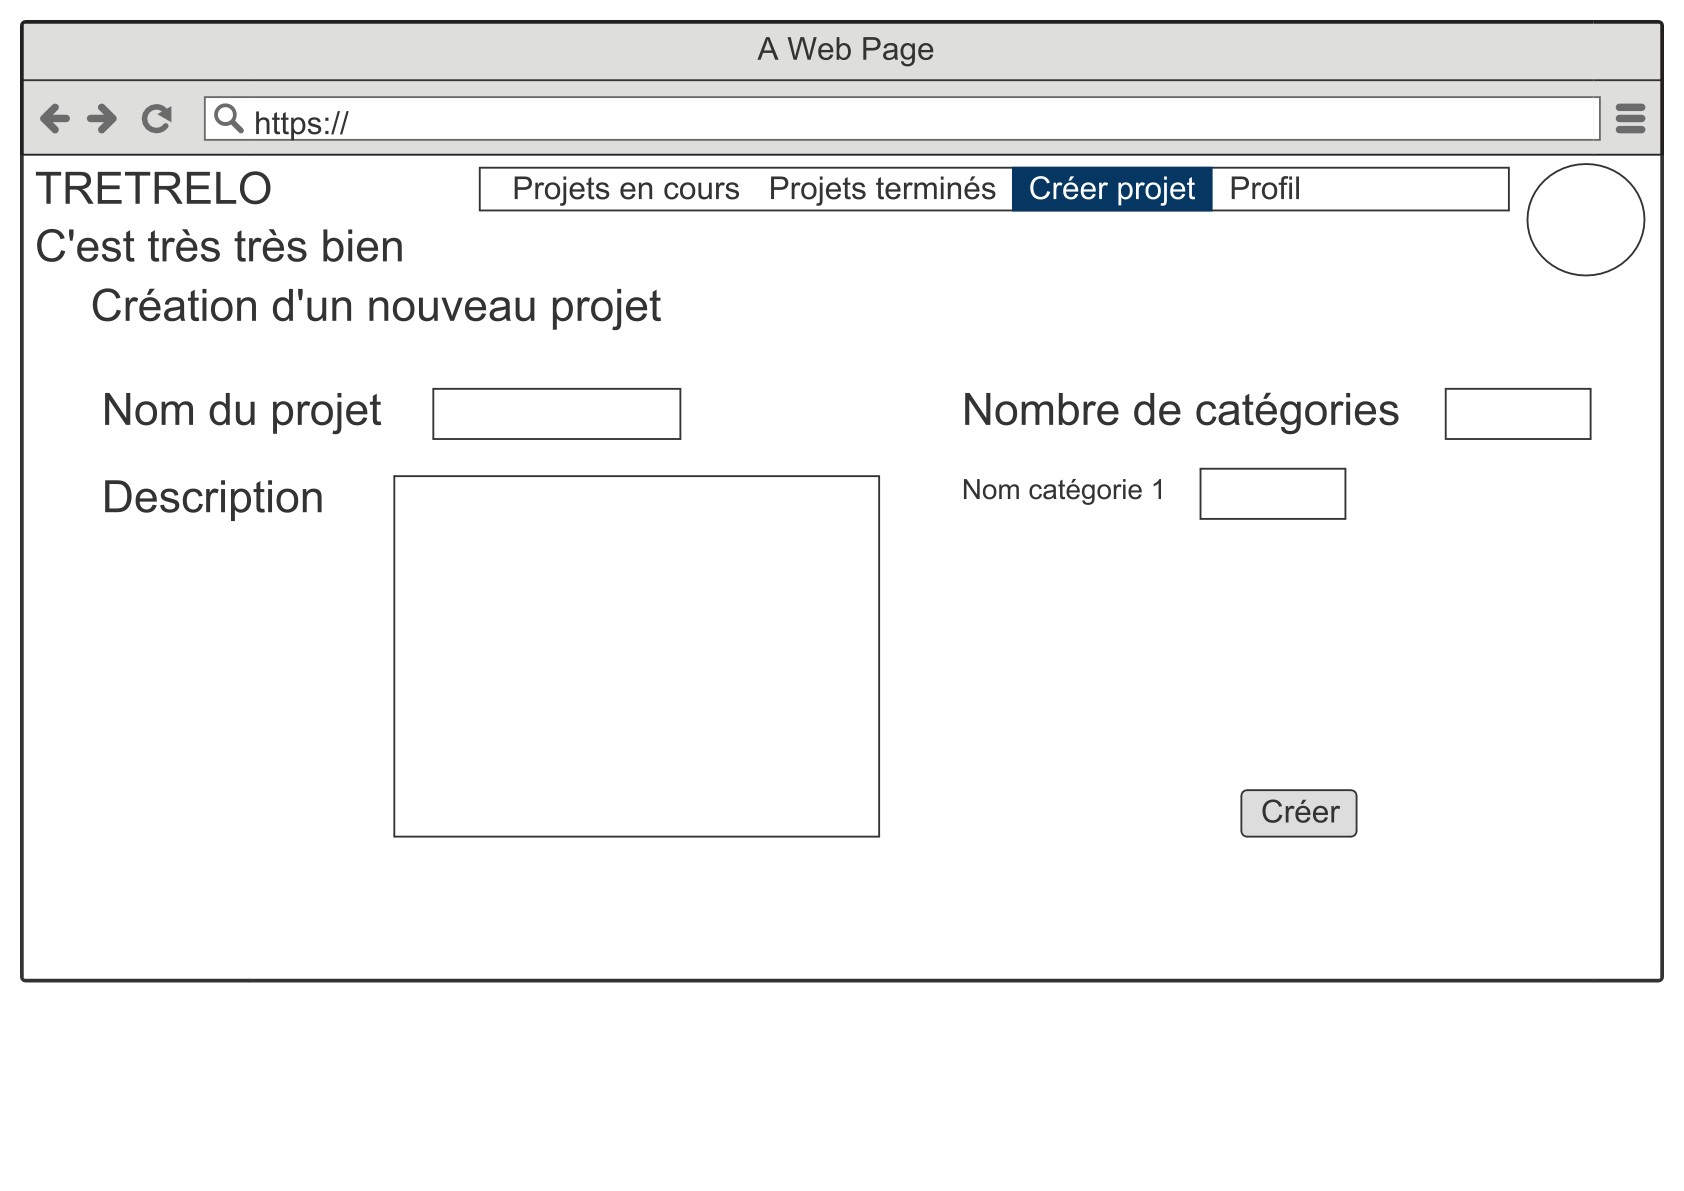 A Web Page
https://
TRETRELO
Projets en cours Projets terminés Créer projet Profil
C'est très très bien
Création d'un nouveau projet
Nom du projet
Nombre de catégories
Description
Nom catégorie 1
Créer